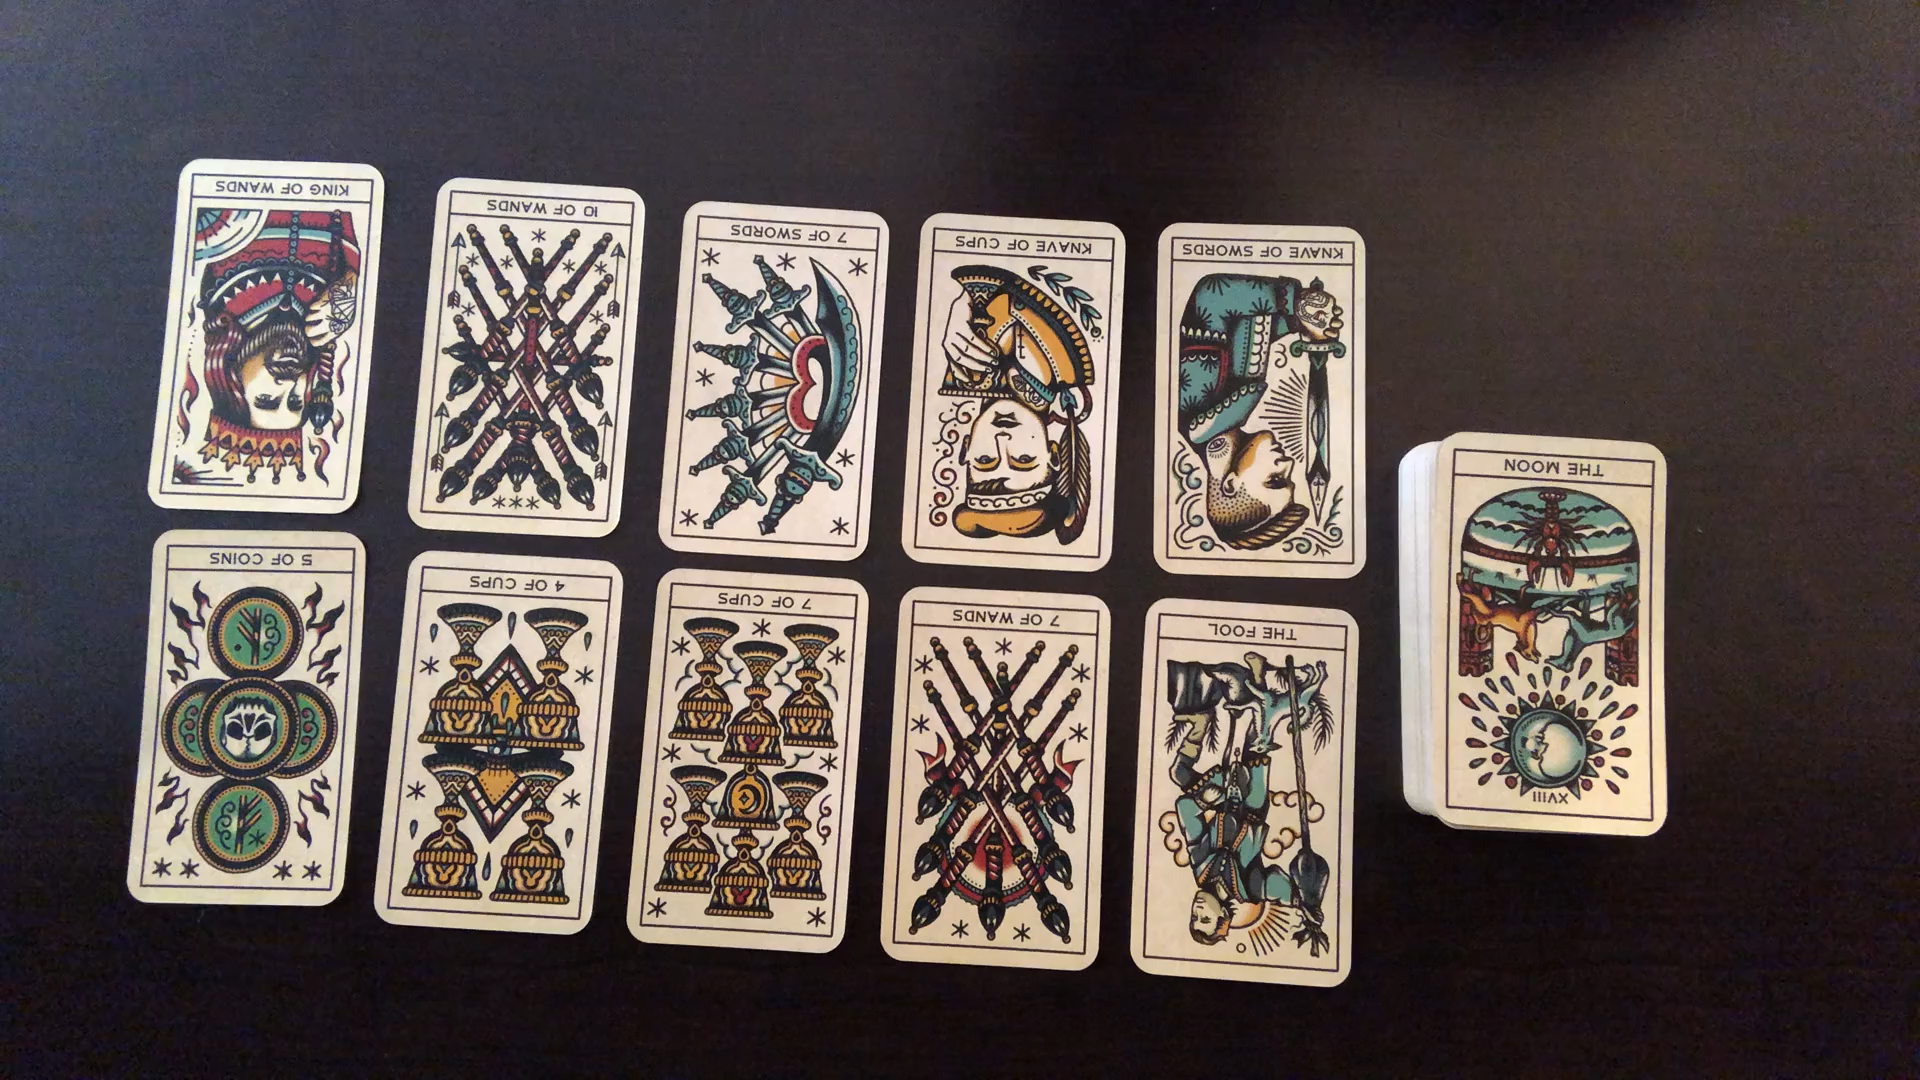 KING OF WANDS
10 OF WANDS
7 OF SWORDS
KNAVE OF CUPS
KNAVE OF SWORDS
5 OF COINS
4 OF CUPS
7 OF CUPS
7 OF WANDS
THE FOOL
0
THE MOON
XVIII